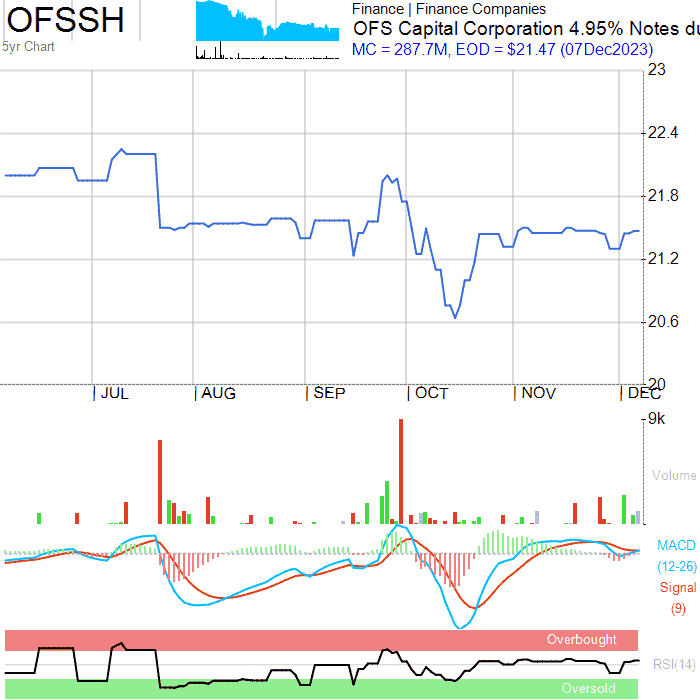 OFSSH
Finance | Finance Companies
OFS Capital Corporation 4.95% Notes du
5yr Chart
MC = 287.7M, EOD = $21.47 (07Dec2023)
23
22.4
21.8
21.2
20.6
20
JUL AUG SEP OCT NOV DEC
9k
Volume
MACD
(12-26)
Signal
(9)
Overbought
RSI(14)
Oversold